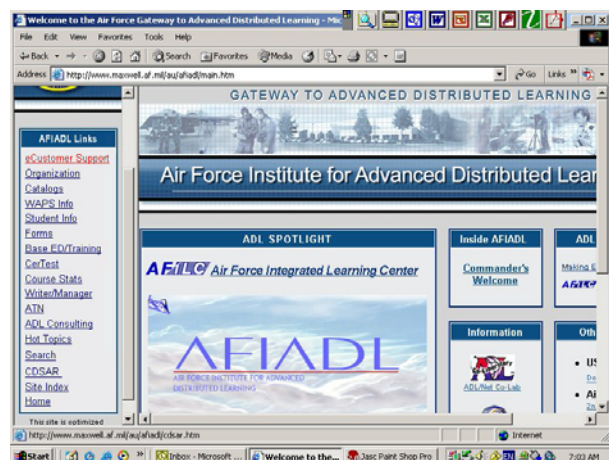 Welcome to the Air Force Gateway to Advanced Distributed Learning - Mic
File Edit View Favorites Tools Help
Back Search Favorites Media
Address http://www.maxwell.af.mil/au/afiadl/main.htm Go Links »
GATEWAY TO ADVANCED DISTRIBUTED LEARNING
Air Force Institute for Advanced Distributed Lear
AFIADL Links
eCustomer Support
Organization
Catalogs
WAPS Info
Student Info
Forms
Base ED/Training
CerTest
Course Stats
Writer/Manager
ATN
ADL Consulting
Hot Topics
Search
CDSAR
Site Index
Home
This site is optimized
ADL SPOTLIGHT
AFILC Air Force Integrated Learning Center
AFIADL
AIR FORCE INSTITUTE FOR ADVANCED
DISTRIBUTED LEARNING
Inside AFIADL
Commander's
Welcome
Information
ADL/Net Co-Lab
ADL
Making E
Oth
US
De
Ai
http://www.maxwell.af.mil/au/afiadl/cdsar.htm Internet
Start » Inbox - Microsoft ... Welcome to the... Jasc Paint Shop Pro 7:03 AM